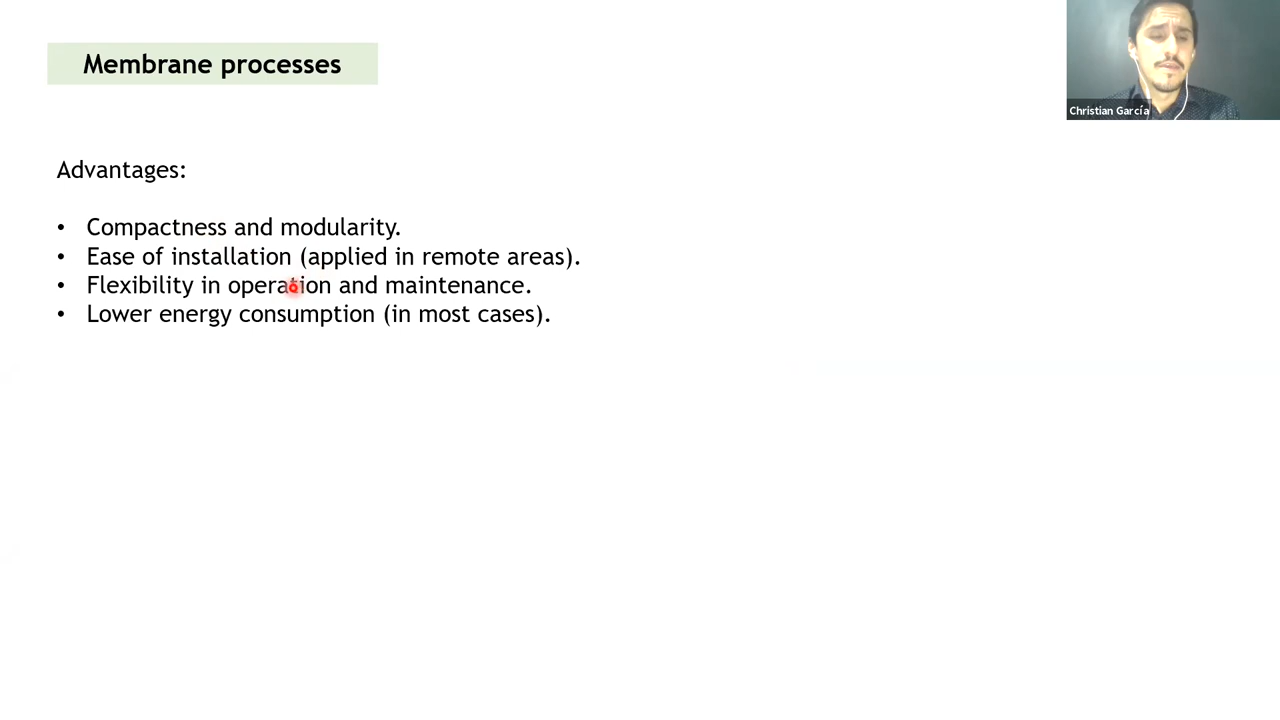 Membrane processes
Christian García
Advantages:
• Compactness and modularity.
• Ease of installation (applied in remote areas).
• Flexibility in operation and maintenance.
• Lower energy consumption (in most cases).